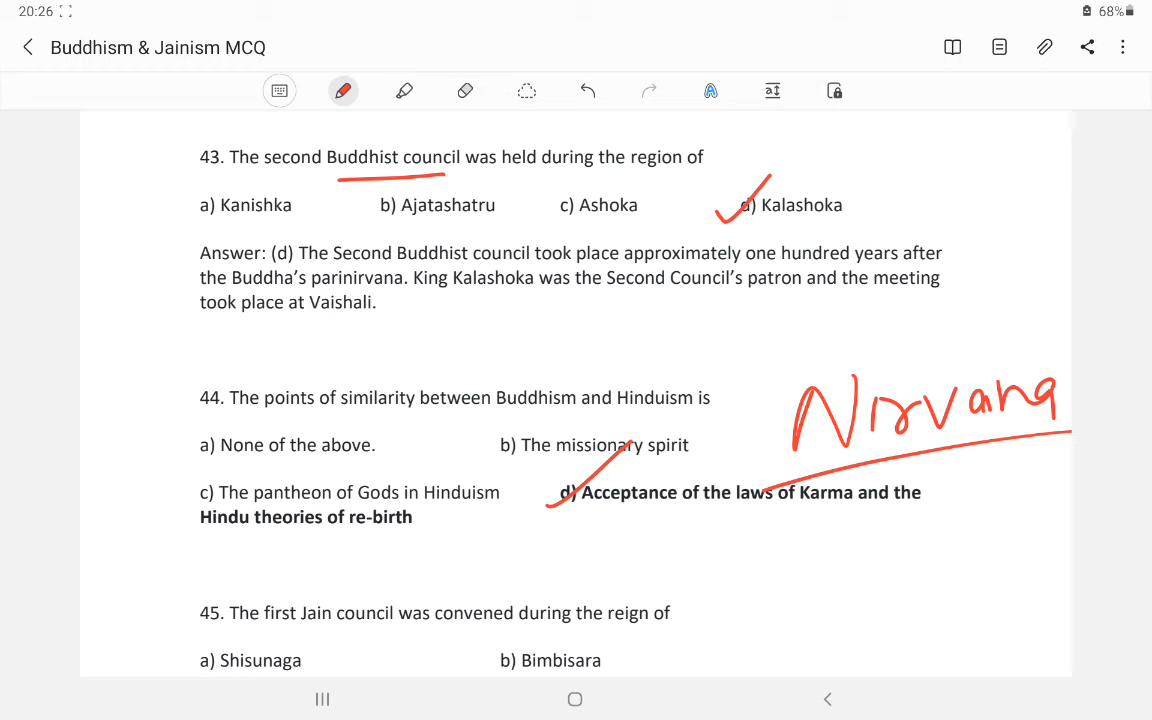 20:26 68%
Buddhism & Jainism MCQ
43. The second Buddhist council was held during the region of
a) Kanishka b) Ajatashatru c) Ashoka d) Kalashoka
Answer: (d) The Second Buddhist council took place approximately one hundred years after
the Buddha's parinirvana. King Kalashoka was the Second Council's patron and the meeting
took place at Vaishali.
Nirvana
44. The points of similarity between Buddhism and Hinduism is
a) None of the above. b) The missionary spirit
c) The pantheon of Gods in Hinduism d) Acceptance of the laws of Karma and the
Hindu theories of re-birth
45. The first Jain council was convened during the reign of
a) Shisunaga b) Bimbisara